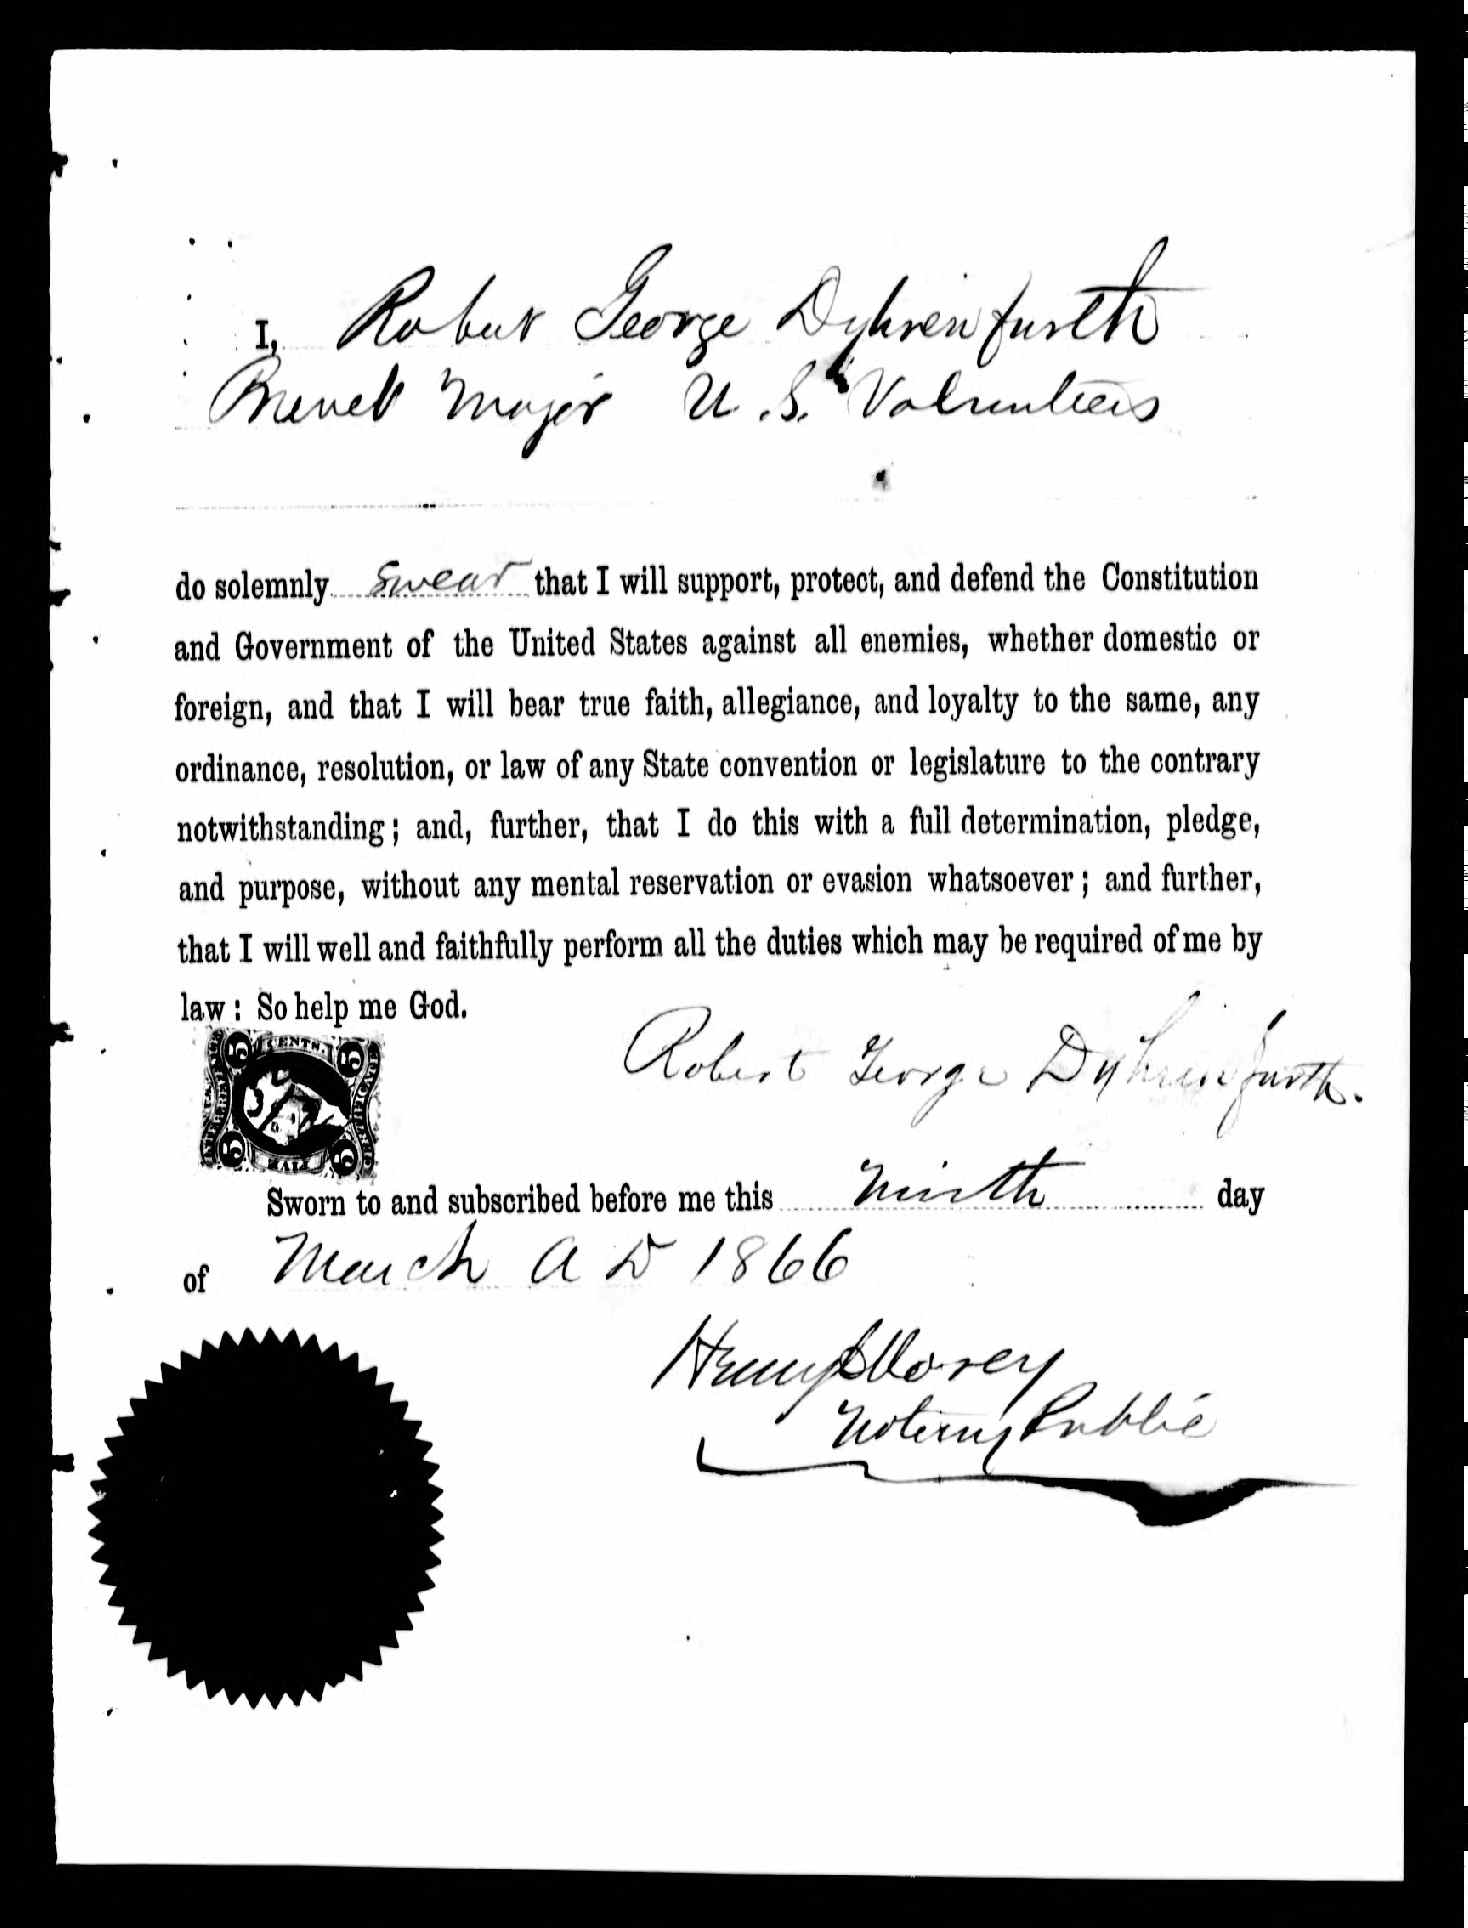 I, Robert George Dyhrenfurth
Brevet Major U.S. Volunteers
do solemnly swear that I will support, protect, and defend the Constitution
and Government of the United States against all enemies, whether domestic or
foreign, and that I will bear true faith, allegiance, and loyalty to the same, any
ordinance, resolution, or law of any State convention or legislature to the contrary
notwithstanding; and, further, that I do this with a full determination, pledge,
and purpose, without any mental reservation or evasion whatsoever; and further,
that I will well and faithfully perform all the duties which may be required of me by
law: So help me God.
5 CENTS. 5
Robert George Dyhrenfurth.
5 5
Sworn to and subscribed before me this Ninth day
of March A D 1866
Notary Public